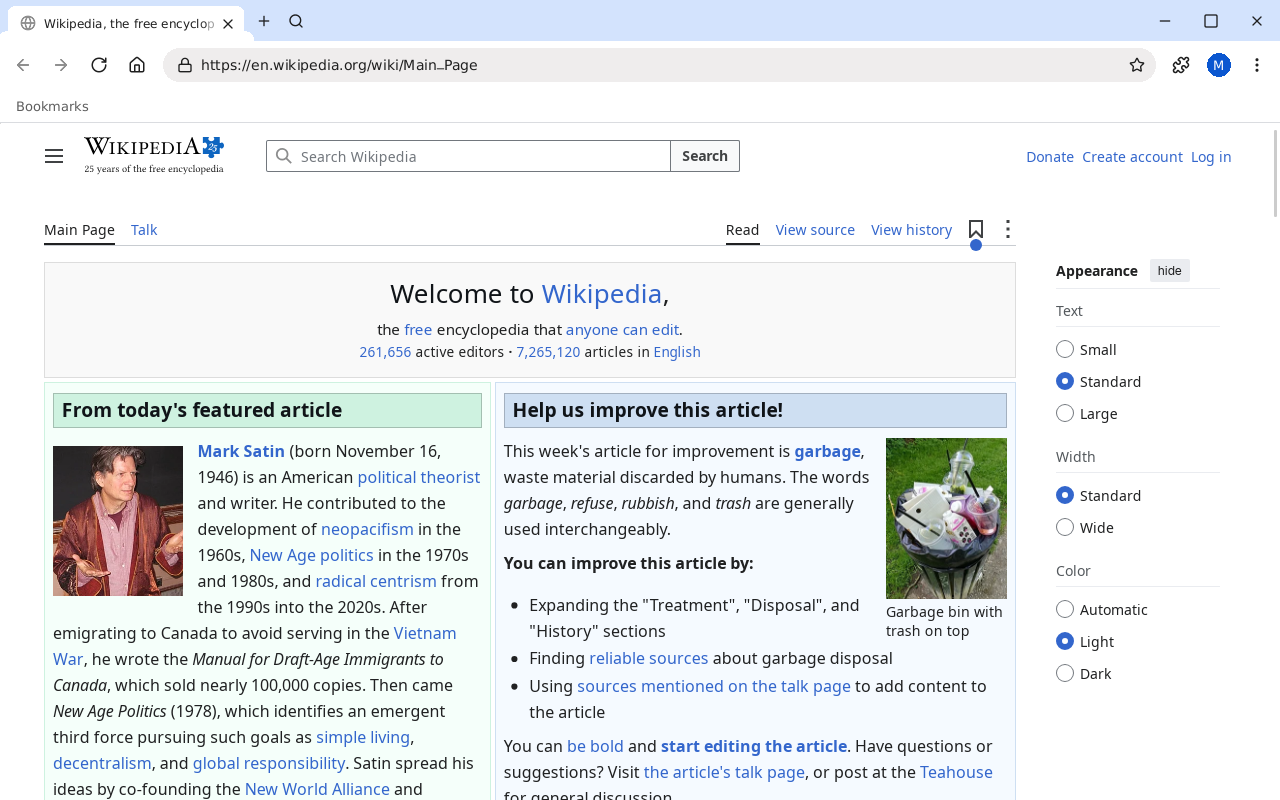 Wikipedia, the free encyclop
https://en.wikipedia.org/wiki/Main_Page
M
Bookmarks
WIKIPEDIA 25
25 years of the free encyclopedia
Search Wikipedia
Search
Donate Create account Log in
Main Page Talk
Read View source View history
Welcome to Wikipedia,
the free encyclopedia that anyone can edit.
261,656 active editors · 7,265,120 articles in English
From today's featured article
Mark Satin (born November 16,
1946) is an American political theorist
and writer. He contributed to the
development of neopacifism in the
1960s, New Age politics in the 1970s
and 1980s, and radical centrism from
the 1990s into the 2020s. After
emigrating to Canada to avoid serving in the Vietnam
War, he wrote the Manual for Draft-Age Immigrants to
Canada, which sold nearly 100,000 copies. Then came
New Age Politics (1978), which identifies an emergent
third force pursuing such goals as simple living,
decentralism, and global responsibility. Satin spread his
ideas by co-founding the New World Alliance and
Help us improve this article!
This week's article for improvement is garbage,
waste material discarded by humans. The words
garbage, refuse, rubbish, and trash are generally
used interchangeably.
You can improve this article by:
Garbage bin with
trash on top
• Expanding the "Treatment", "Disposal", and
"History" sections
• Finding reliable sources about garbage disposal
• Using sources mentioned on the talk page to add content to
the article
You can be bold and start editing the article. Have questions or
suggestions? Visit the article's talk page, or post at the Teahouse
for general discussion
Appearance hide
Text
Small
Standard
Large
Width
Standard
Wide
Color
Automatic
Light
Dark